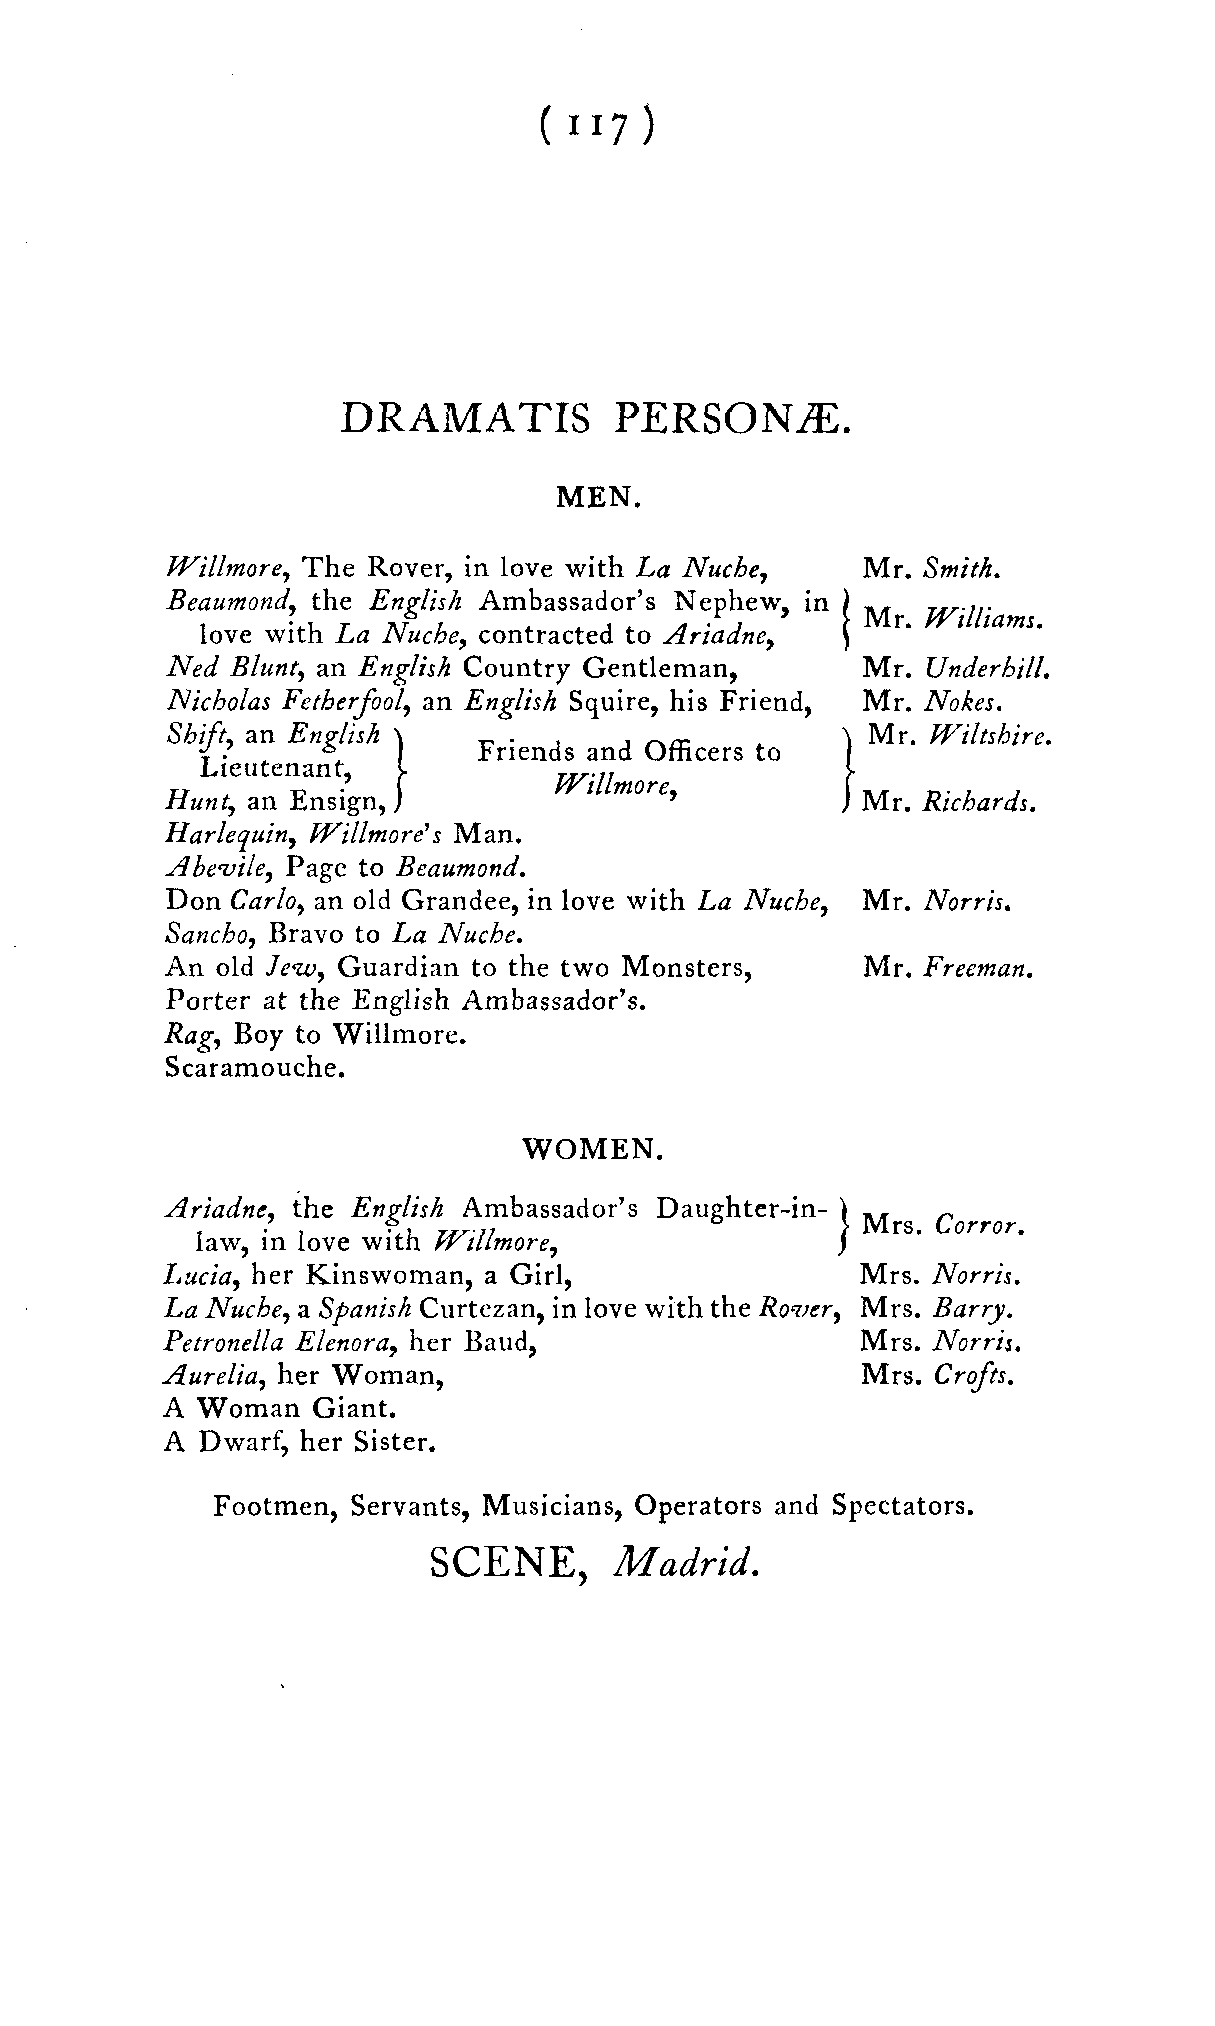 ( 117 )
DRAMATIS PERSONÆ.
MEN.
Willmore, The Rover, in love with La Nuche, Mr. Smith.
Beaumond, the English Ambassador's Nephew, in
love with La Nuche, contracted to Ariadne, } Mr. Williams.
Ned Blunt, an English Country Gentleman, Mr. Underhill.
Nicholas Fetherfool, an English Squire, his Friend, Mr. Nokes.
Shift, an English
Lieutenant, } Friends and Officers to } Mr. Wiltshire.
Hunt, an Ensign, Willmore, Mr. Richards.
Harlequin, Willmore's Man.
Abevile, Page to Beaumond.
Don Carlo, an old Grandee, in love with La Nuche, Mr. Norris.
Sancho, Bravo to La Nuche.
An old Jew, Guardian to the two Monsters, Mr. Freeman.
Porter at the English Ambassador's.
Rag, Boy to Willmore.
Scaramouche.
WOMEN.
Ariadne, the English Ambassador's Daughter-in-
law, in love with Willmore, } Mrs. Corror.
Lucia, her Kinswoman, a Girl, Mrs. Norris.
La Nuche, a Spanish Curtezan, in love with the Rover, Mrs. Barry.
Petronella Elenora, her Baud, Mrs. Norris.
Aurelia, her Woman, Mrs. Crofts.
A Woman Giant.
A Dwarf, her Sister.
Footmen, Servants, Musicians, Operators and Spectators.
SCENE, Madrid.